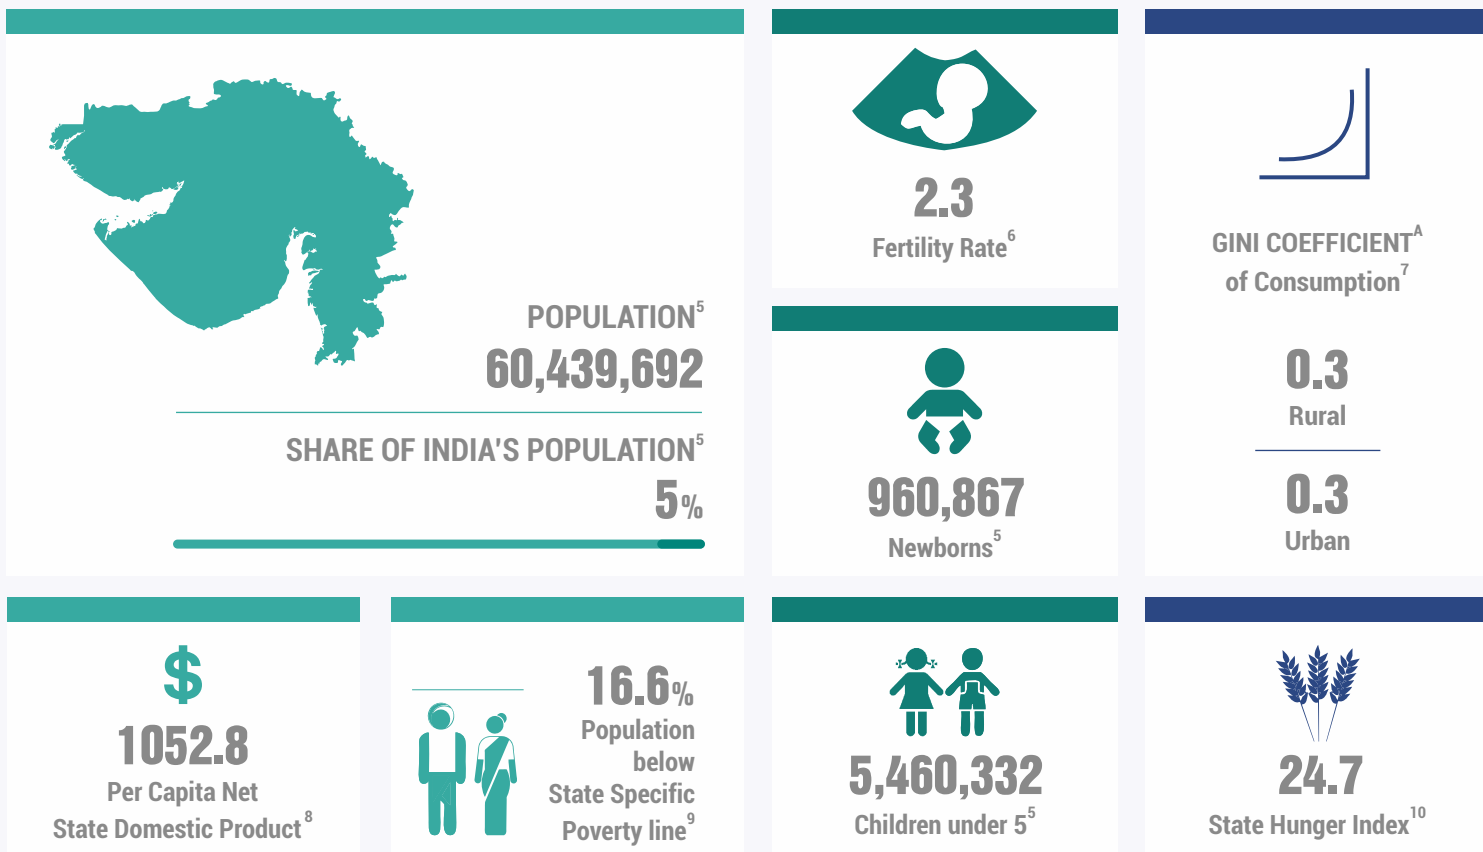 POPULATION5
60,439,692
SHARE OF INDIA'S POPULATION5
5%
2.3
Fertility Rate6
960,867
Newborns5
GINI COEFFICIENTA
of Consumption7
0.3
Rural
0.3
Urban
$
1052.8
Per Capita Net
State Domestic Product8
16.6%
Population
below
State Specific
Poverty line9
5,460,332
Children under 55
24.7
State Hunger Index10